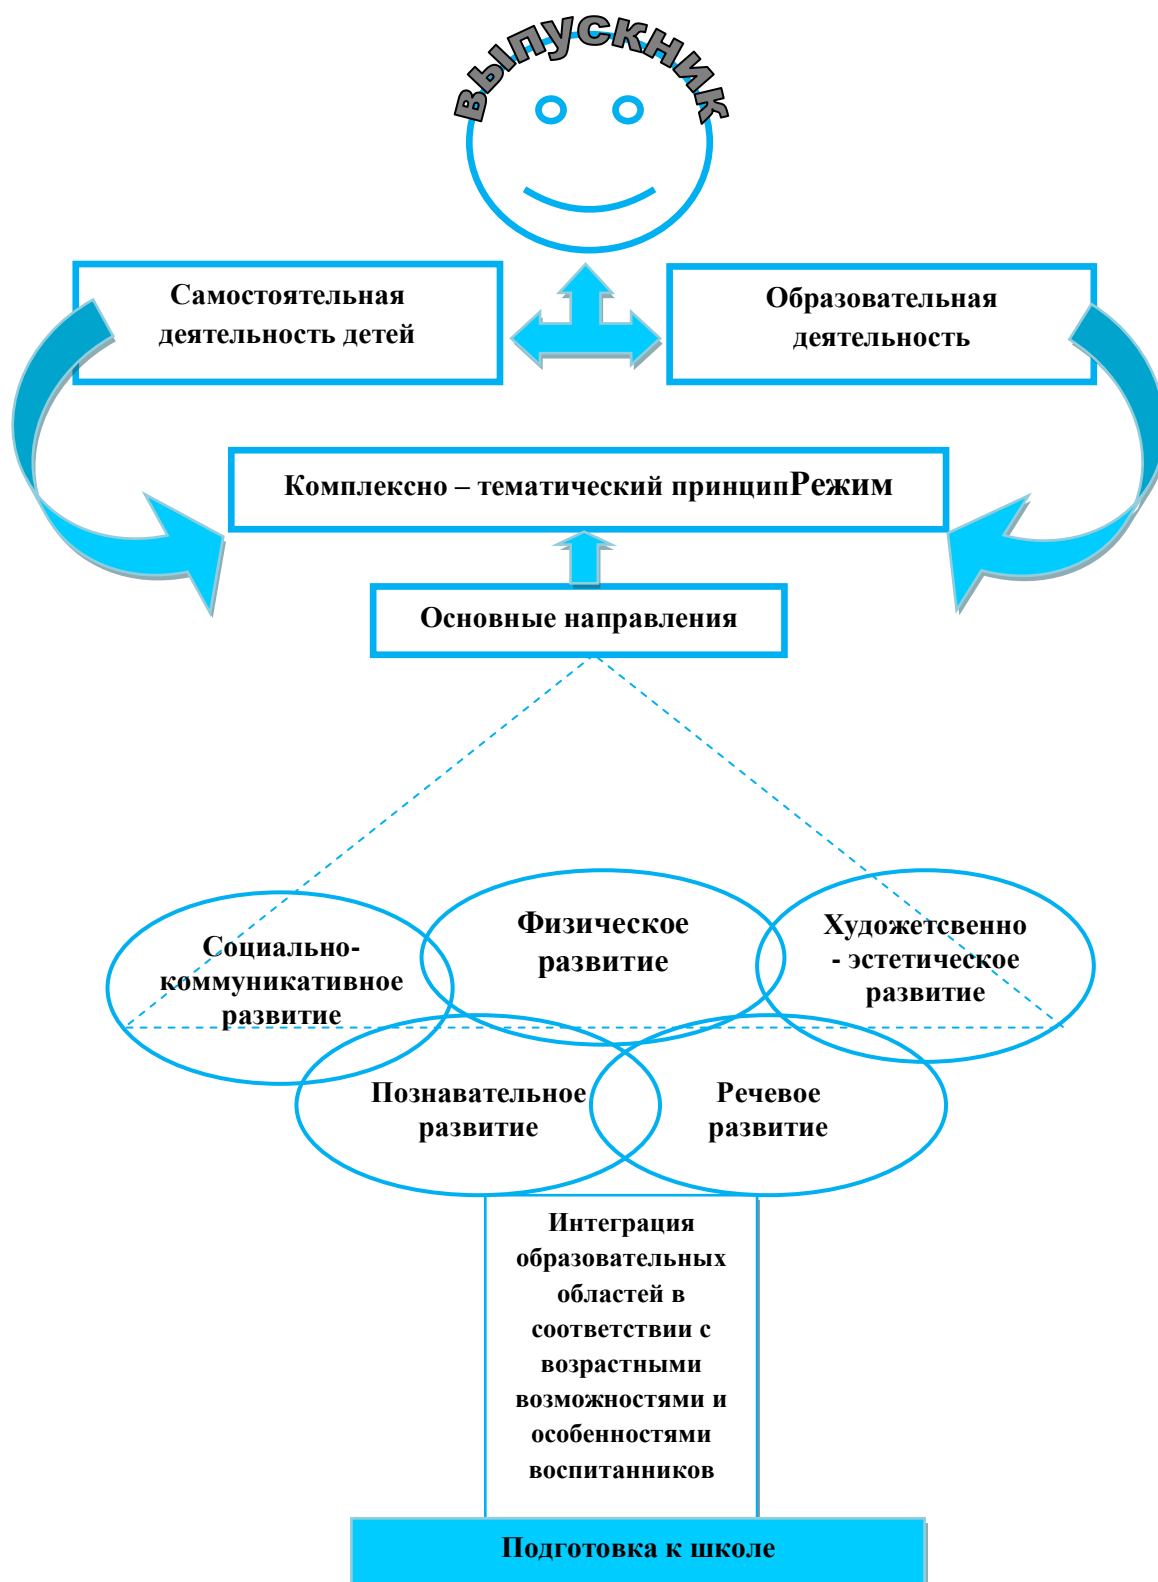 выпускник
Самостоятельная
деятельность детей
Образовательная
деятельность
Комплексно – тематический принципРежим
Основные направления
Социально-
коммуникативное
развитие
Физическое
развитие
Художетсвенно
- эстетическое
развитие
Познавательное
развитие
Речевое
развитие
Интеграция
образовательных
областей в
соответствии с
возрастными
возможностями и
особенностями
воспитанников
Подготовка к школе